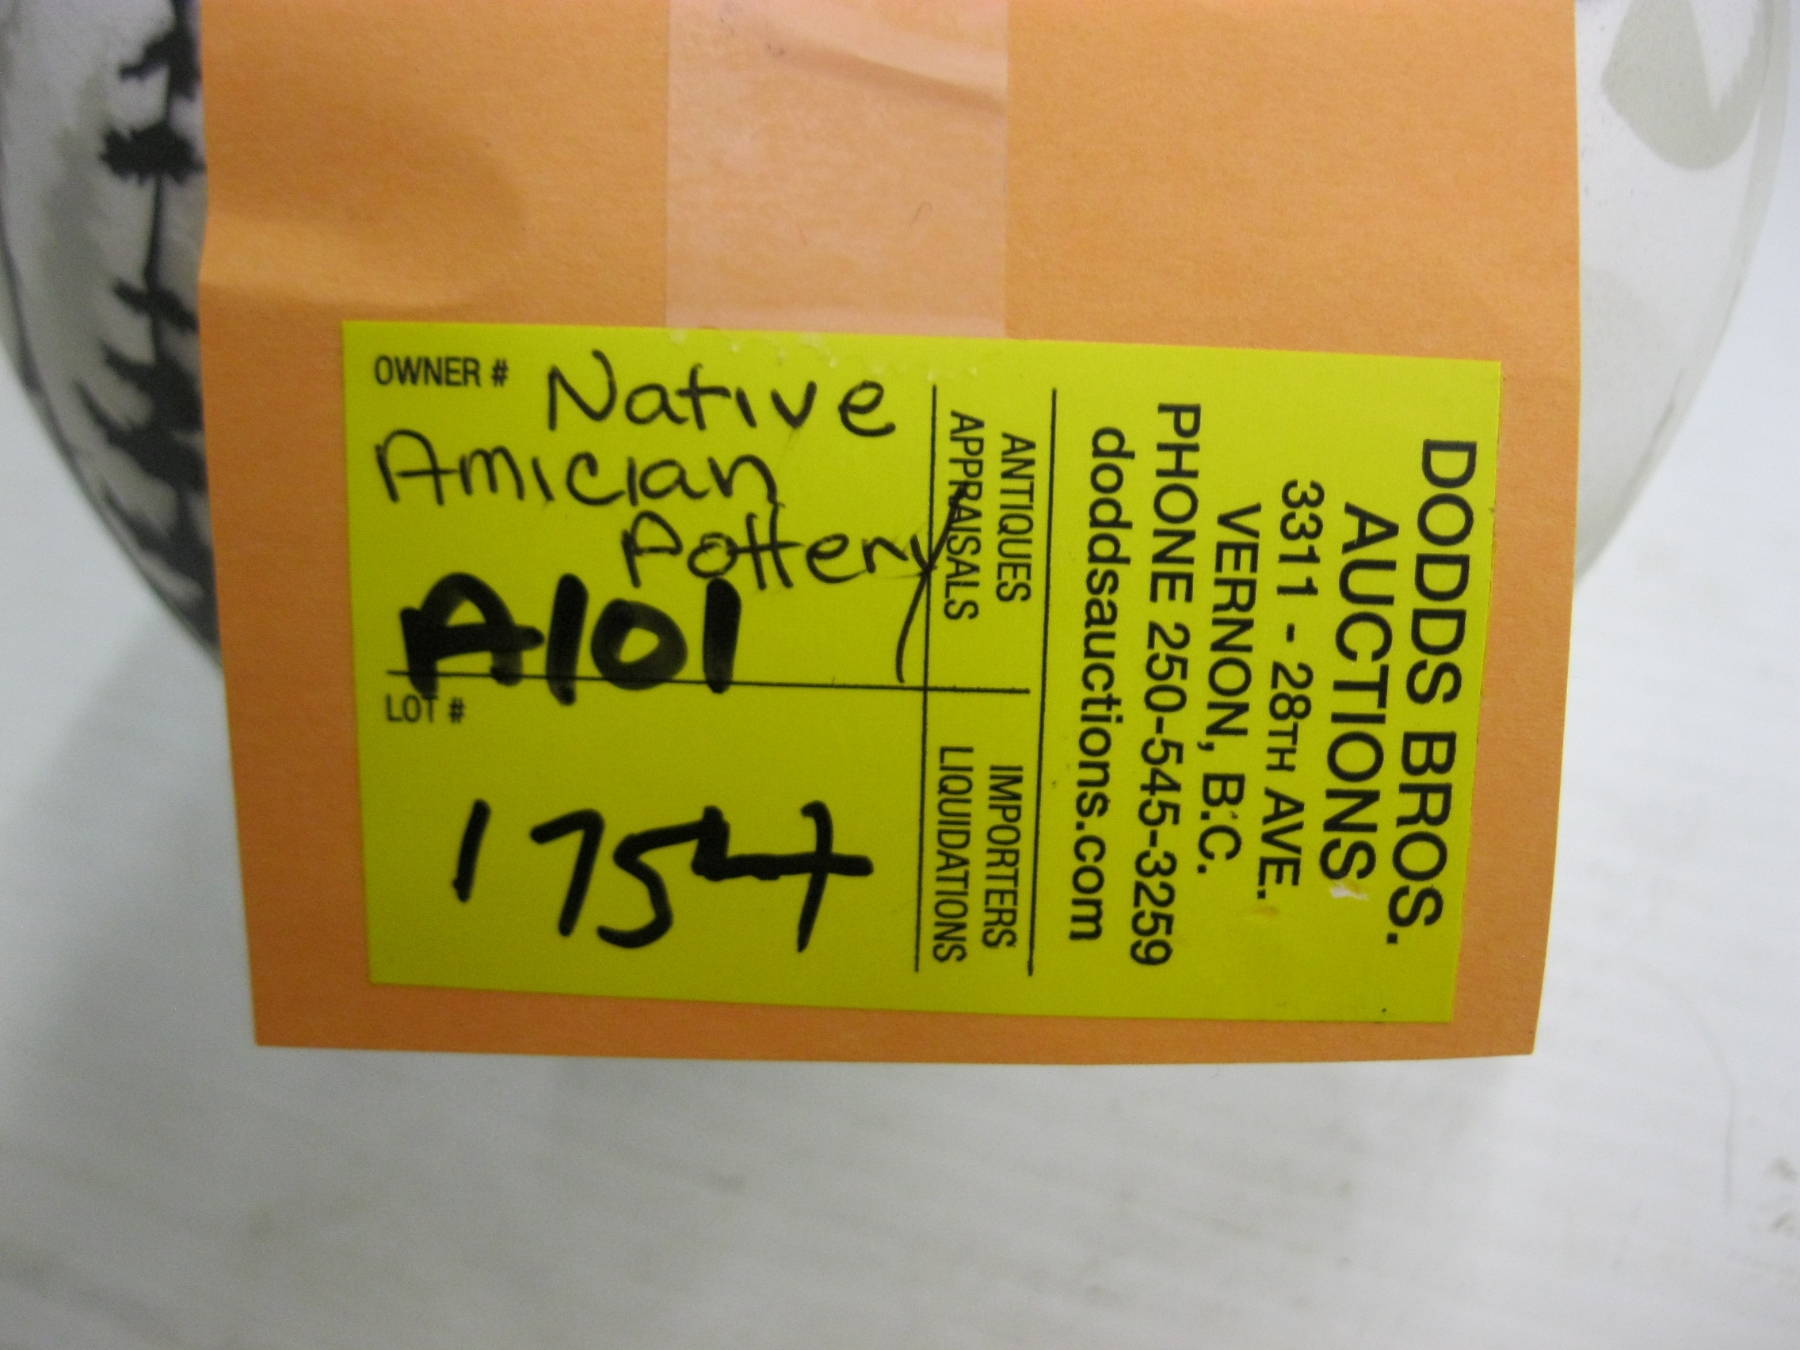 DODDS BROS.
AUCTIONS
3311 - 28TH AVE.
VERNON, B.C.
PHONE 250-545-3259
doddsauctions.com
ANTIQUES
APPRAISALS
IMPORTERS
LIQUIDATIONS
OWNER #
Native
Amician
Pottery
A101
LOT #
1754